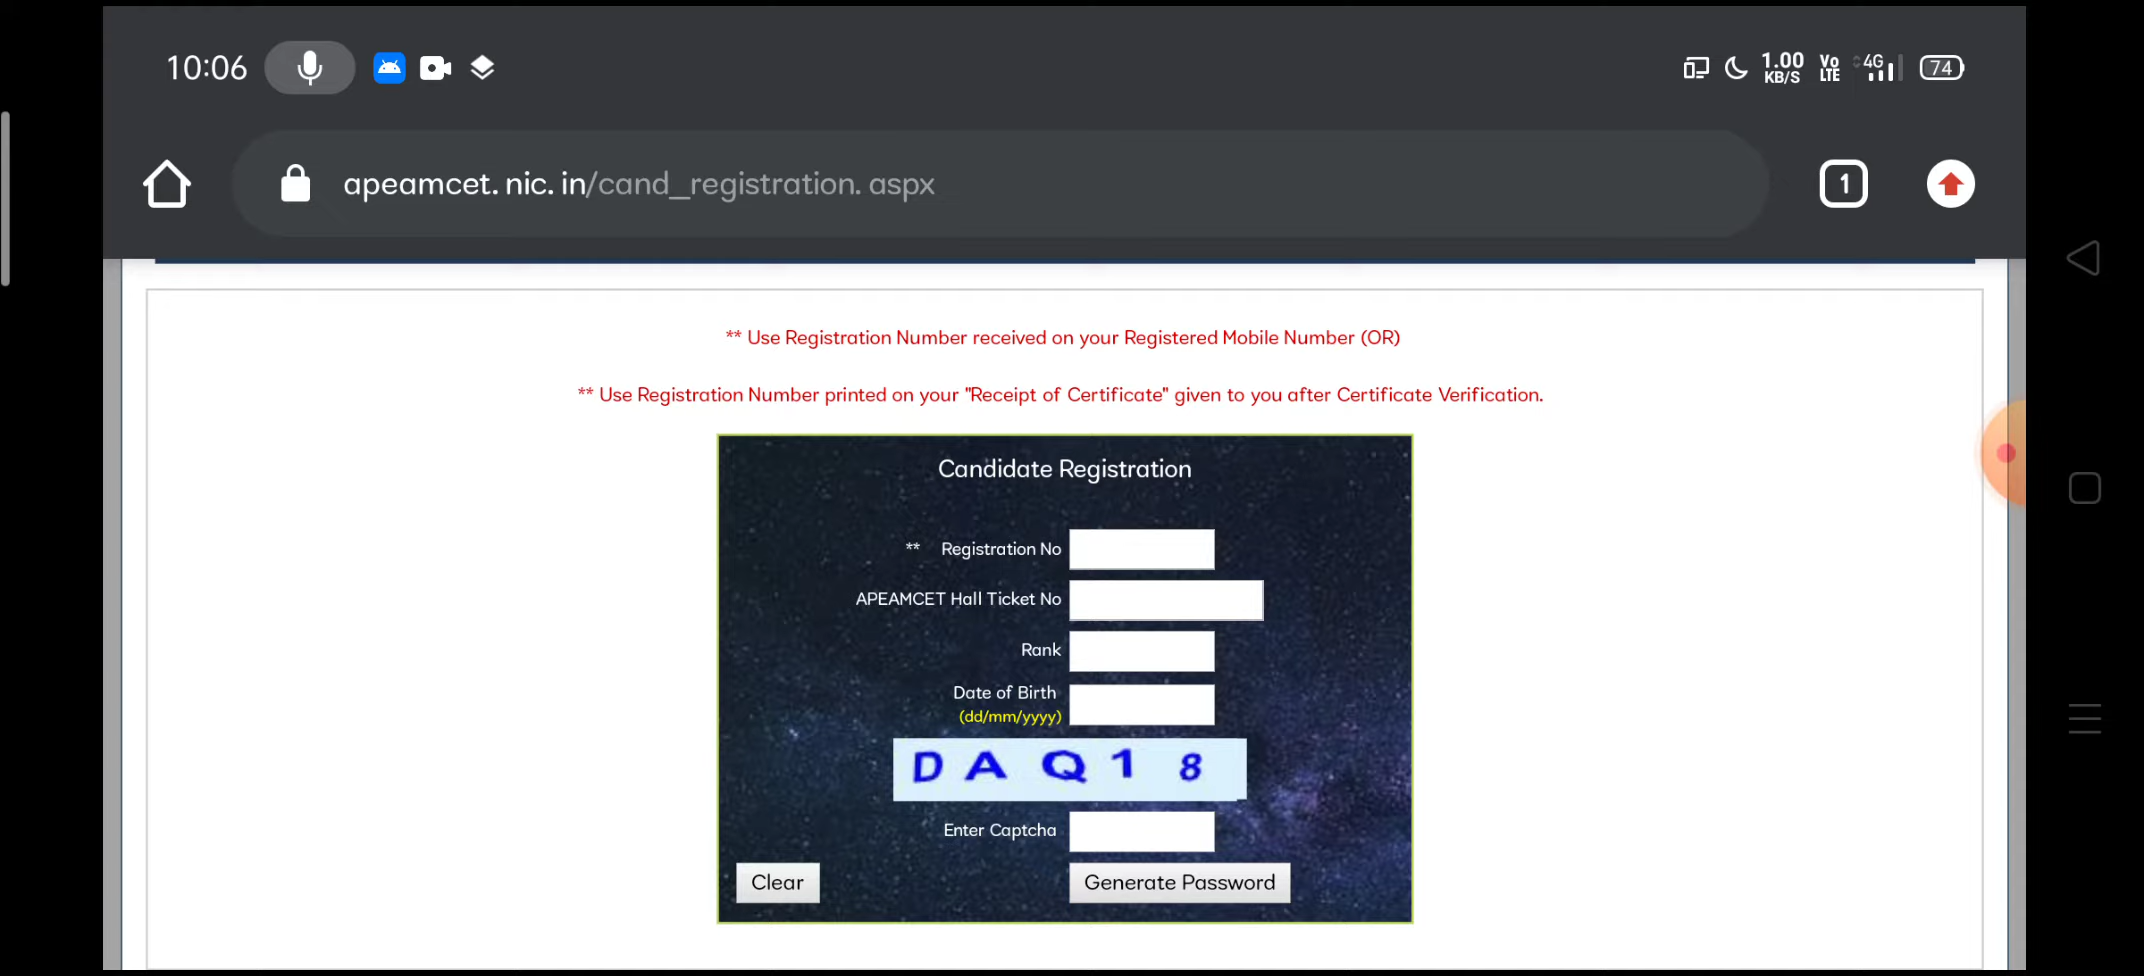 10:06
1.00 KB/S
Vo LTE
4G
74
apeamcet.nic.in/cand_registration.aspx
1
** Use Registration Number received on your Registered Mobile Number (OR)
** Use Registration Number printed on your "Receipt of Certificate" given to you after Certificate Verification.
Candidate Registration
** Registration No
APEAMCET Hall Ticket No
Rank
Date of Birth
(dd/mm/yyyy)
D A Q 1 8
Enter Captcha
Clear
Generate Password